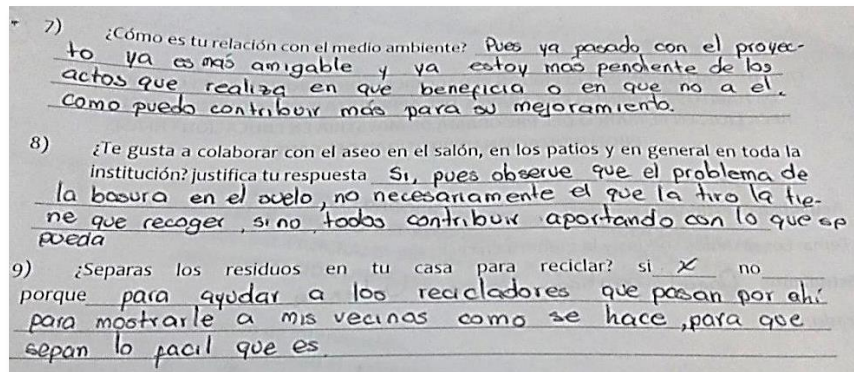 7) ¿Cómo es tu relación con el medio ambiente? Pues ya pasado con el proyec-
to ya es más amigable y ya estoy mas pendiente de los
actos que realiza en que beneficia o en que no a el.
como puedo contribuir más para su mejoramiento.
8) ¿Te gusta a colaborar con el aseo en el salón, en los patios y en general en toda la
institución? justifica tu respuesta Si, pues observe que el problema de
la basura en el suelo, no necesariamente el que la tiro la tie-
ne que recoger, sino todos contribuir aportando con lo que se
pueda
9) ¿Separas los residuos en tu casa para reciclar? si x no
porque para ayudar a los recicladores que pasan por ahi
para mostrarle a mis vecinos como se hace, para que
sepan lo facil que es.